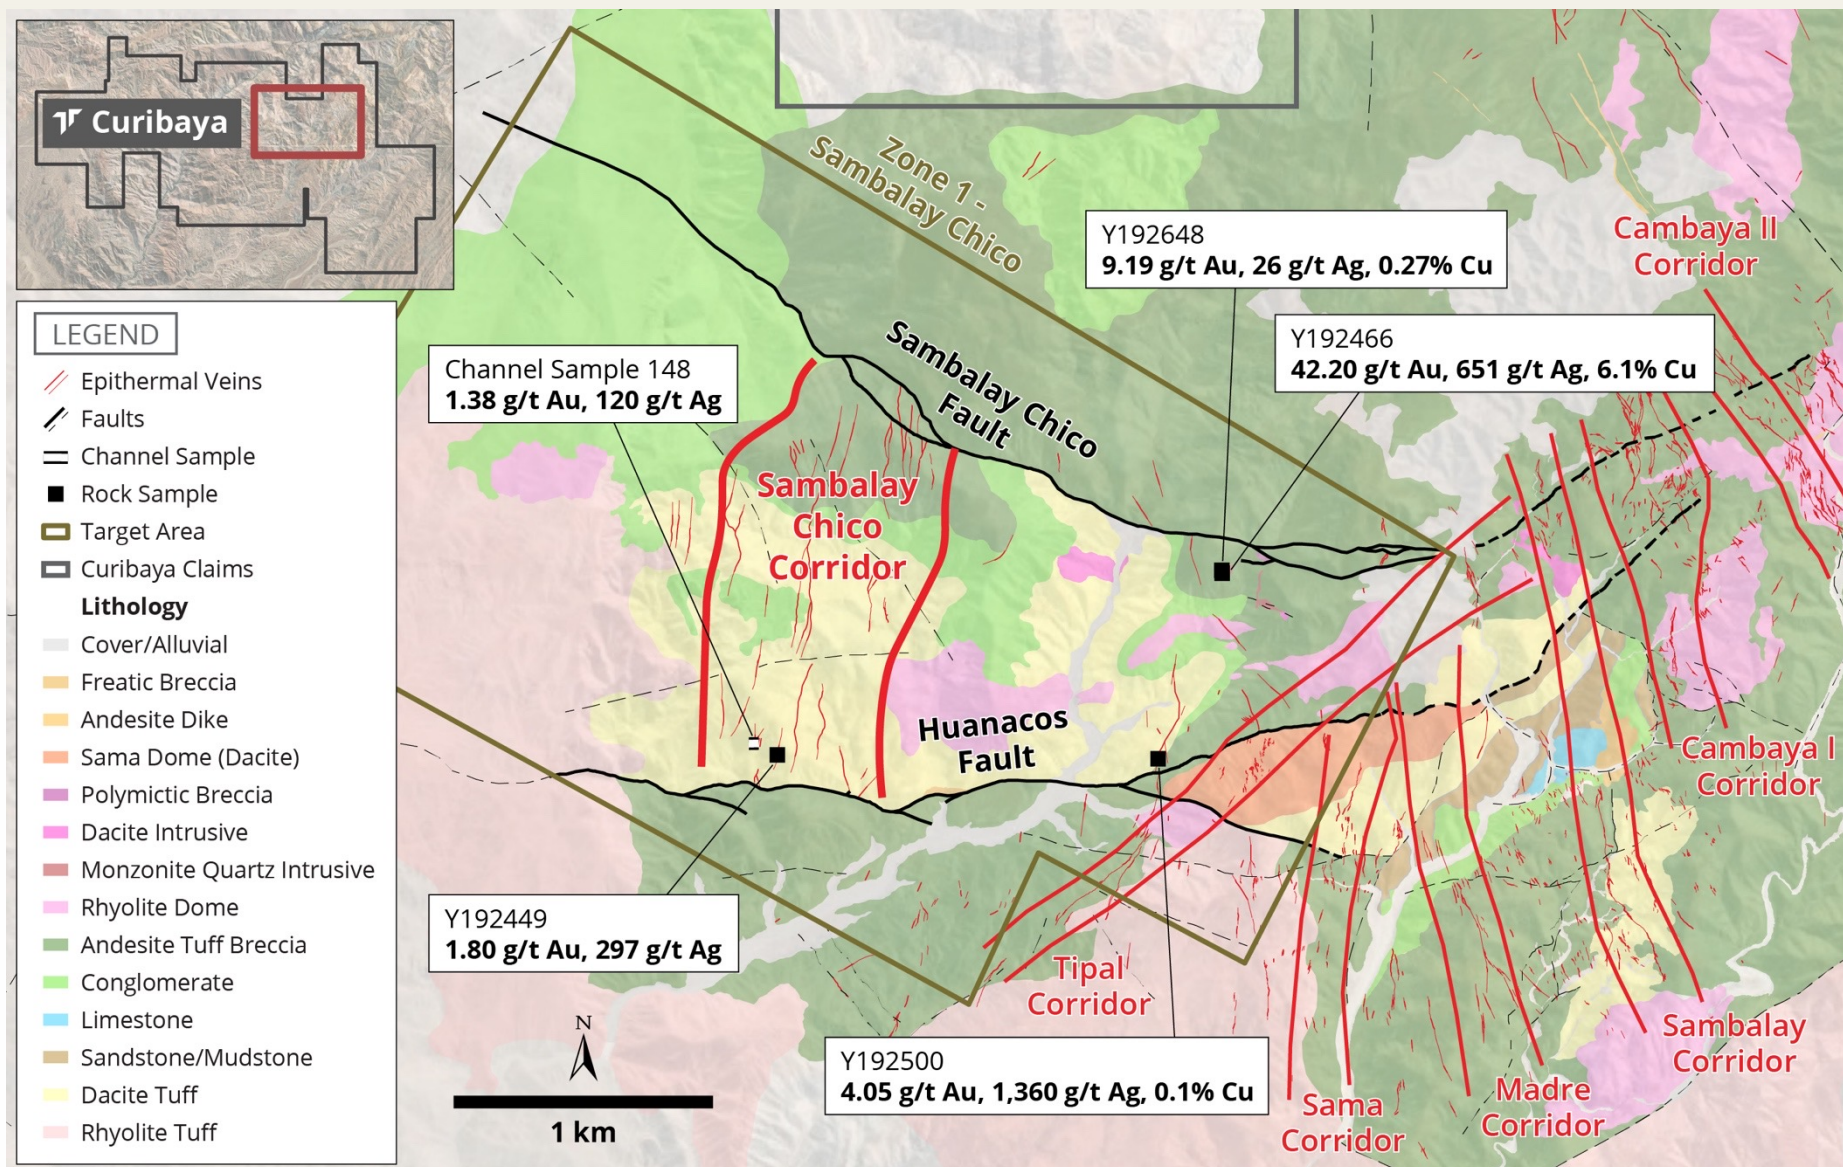 Curibaya
LEGEND
Epithermal Veins
Faults
Channel Sample
Rock Sample
Target Area
Curibaya Claims
Lithology
Cover/Alluvial
Freatic Breccia
Andesite Dike
Sama Dome (Dacite)
Polymictic Breccia
Dacite Intrusive
Monzonite Quartz Intrusive
Rhyolite Dome
Andesite Tuff Breccia
Conglomerate
Limestone
Sandstone/Mudstone
Dacite Tuff
Rhyolite Tuff
Zone 1 -
Sambalay Chico
Y192648
9.19 g/t Au, 26 g/t Ag, 0.27% Cu
Cambaya II
Corridor
Y192466
42.20 g/t Au, 651 g/t Ag, 6.1% Cu
Channel Sample 148
1.38 g/t Au, 120 g/t Ag
Sambalay Chico
Fault
Sambalay
Chico
Corridor
Huanacos
Fault
Cambaya I
Corridor
Y192449
1.80 g/t Au, 297 g/t Ag
Tipal
Corridor
N
1 km
Y192500
4.05 g/t Au, 1,360 g/t Ag, 0.1% Cu
Sama
Corridor
Madre
Corridor
Sambalay
Corridor